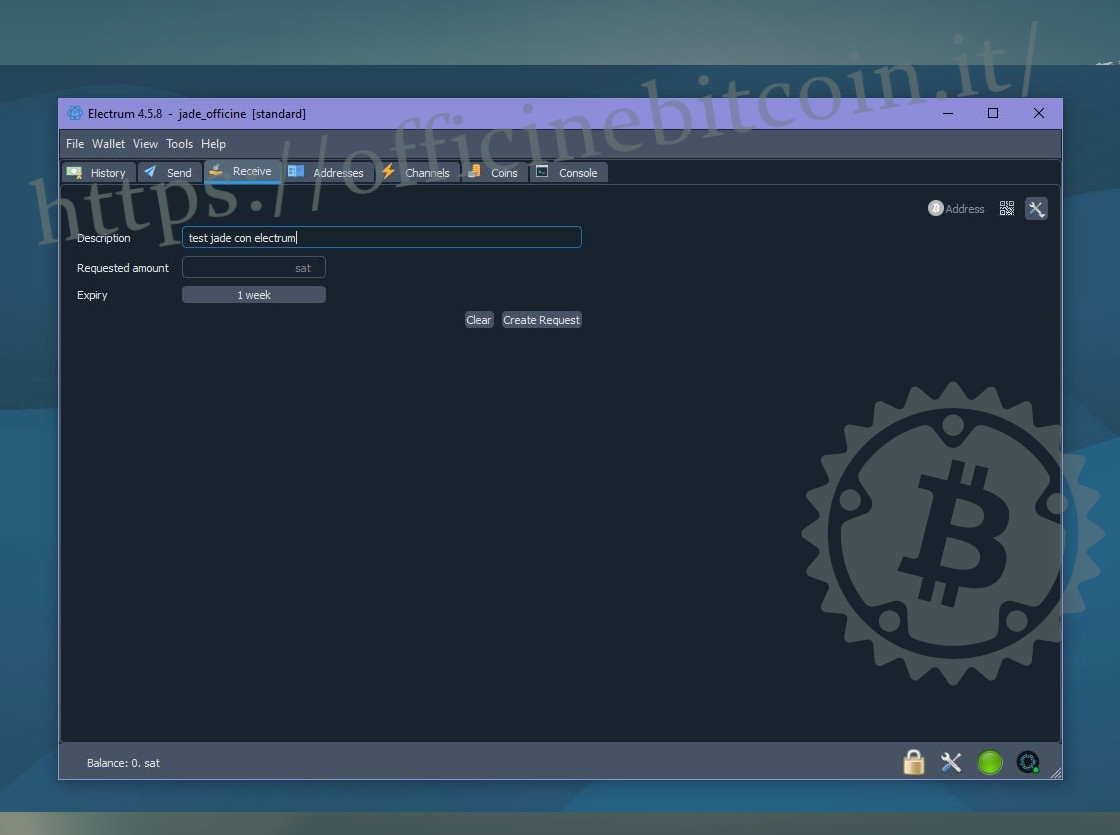 https://officinebitcoin.it/
Electrum 4.5.8 - jade_officine [standard]
File Wallet View Tools Help
History Send Receive Addresses Channels Coins Console
Address
Description test jade con electrum
Requested amount sat
Expiry 1 week
Clear Create Request
Balance: 0. sat